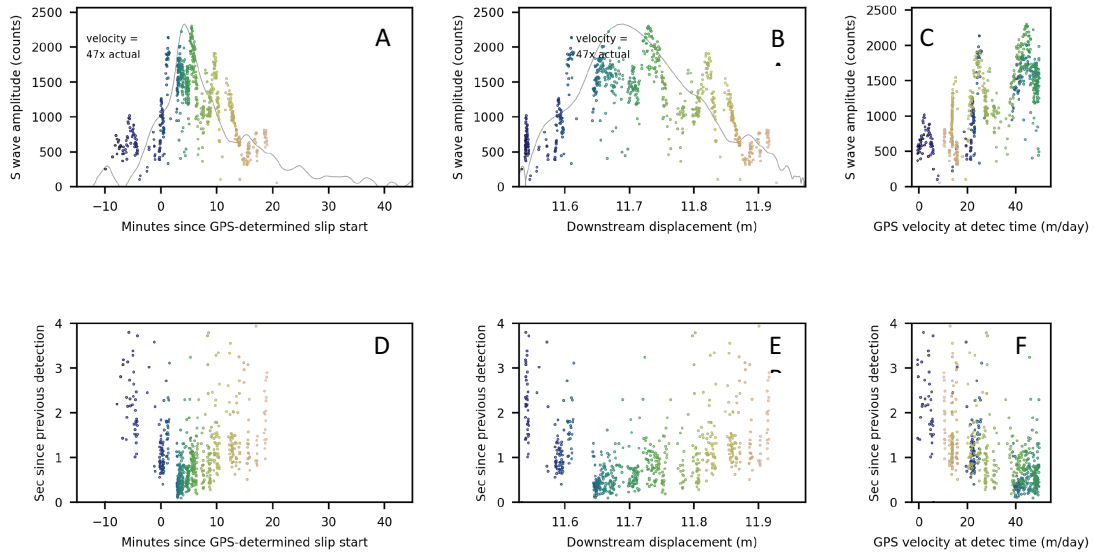 2500
2000
1500
1000
500
0
S wave amplitude (counts)
velocity =
47x actual
A
−10 0 10 20 30 40
Minutes since GPS-determined slip start
2500
2000
1500
1000
500
0
S wave amplitude (counts)
velocity =
47x actual
B
11.6 11.7 11.8 11.9
Downstream displacement (m)
2500
2000
1500
1000
500
0
S wave amplitude (counts)
C
0 20 40
GPS velocity at detec time (m/day)
4
3
2
1
0
Sec since previous detection
D
−10 0 10 20 30 40
Minutes since GPS-determined slip start
4
3
2
1
0
Sec since previous detection
E
11.6 11.7 11.8 11.9
Downstream displacement (m)
4
3
2
1
0
Sec since previous detection
F
0 20 40
GPS velocity at detec time (m/day)